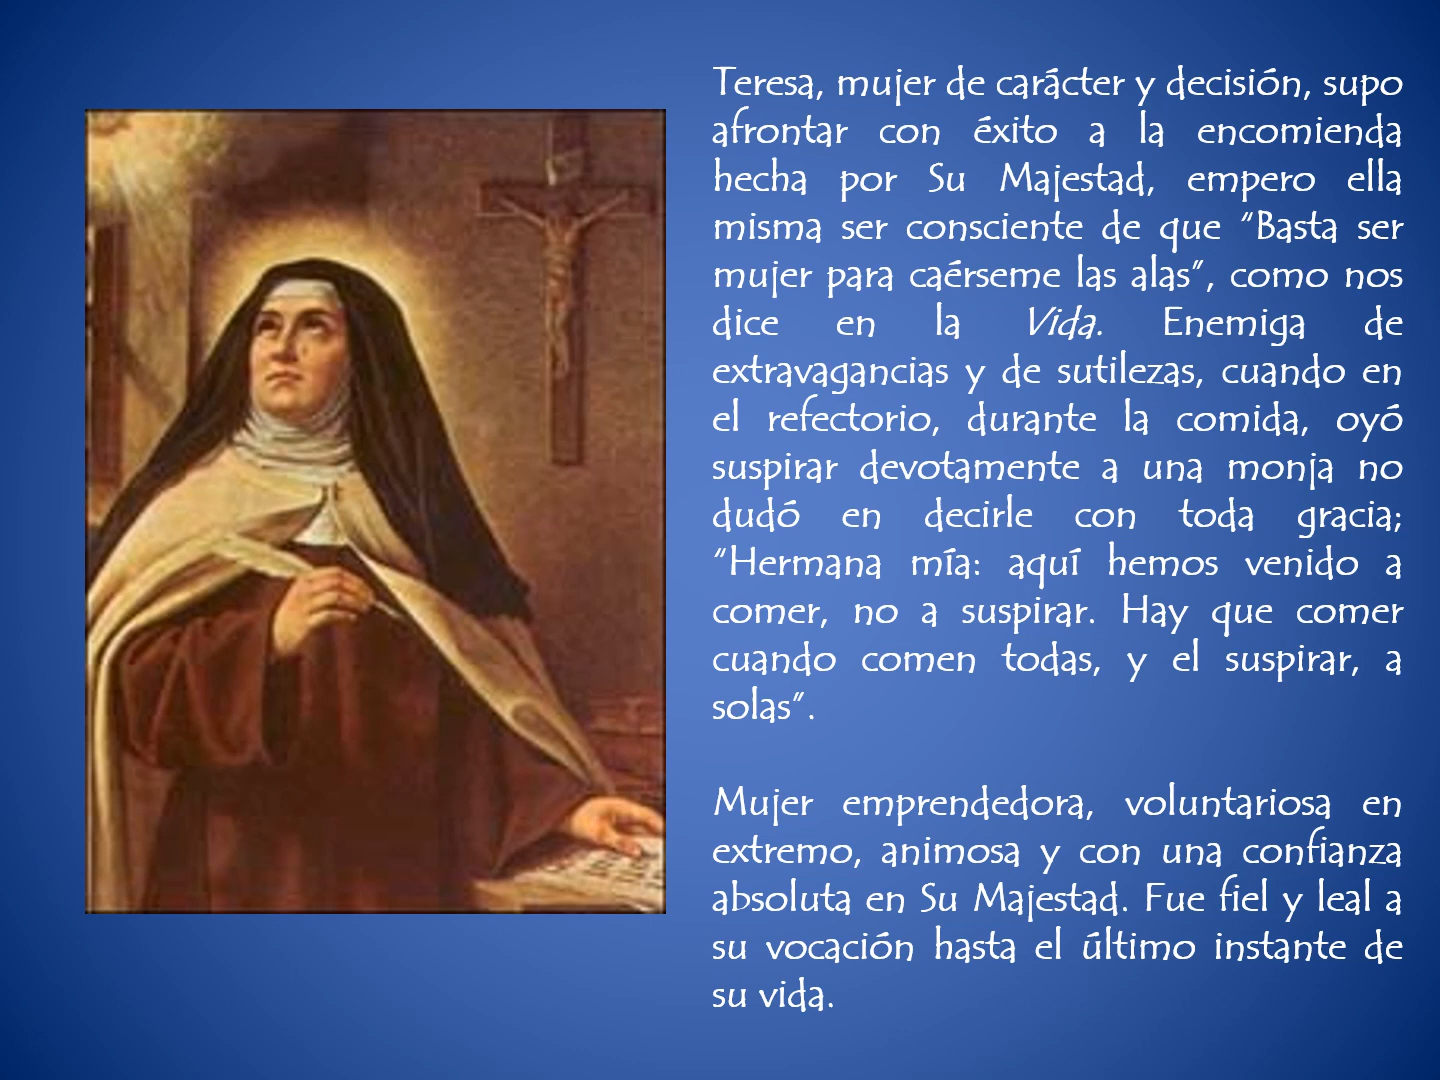 Teresa, mujer de carácter y decisión, supo
afrontar con éxito a la encomienda
hecha por Su Majestad, empero ella
misma ser consciente de que “Basta ser
mujer para caérseme las alas”, como nos
dice en la Vida. Enemiga de
extravagancias y de sutilezas, cuando en
el refectorio, durante la comida, oyó
suspirar devotamente a una monja no
dudó en decirle con toda gracia;
“Hermana mía: aquí hemos venido a
comer, no a suspirar. Hay que comer
cuando comen todas, y el suspirar, a
solas”.
Mujer emprendedora, voluntariosa en
extremo, animosa y con una confianza
absoluta en Su Majestad. Fue fiel y leal a
su vocación hasta el último instante de
su vida.